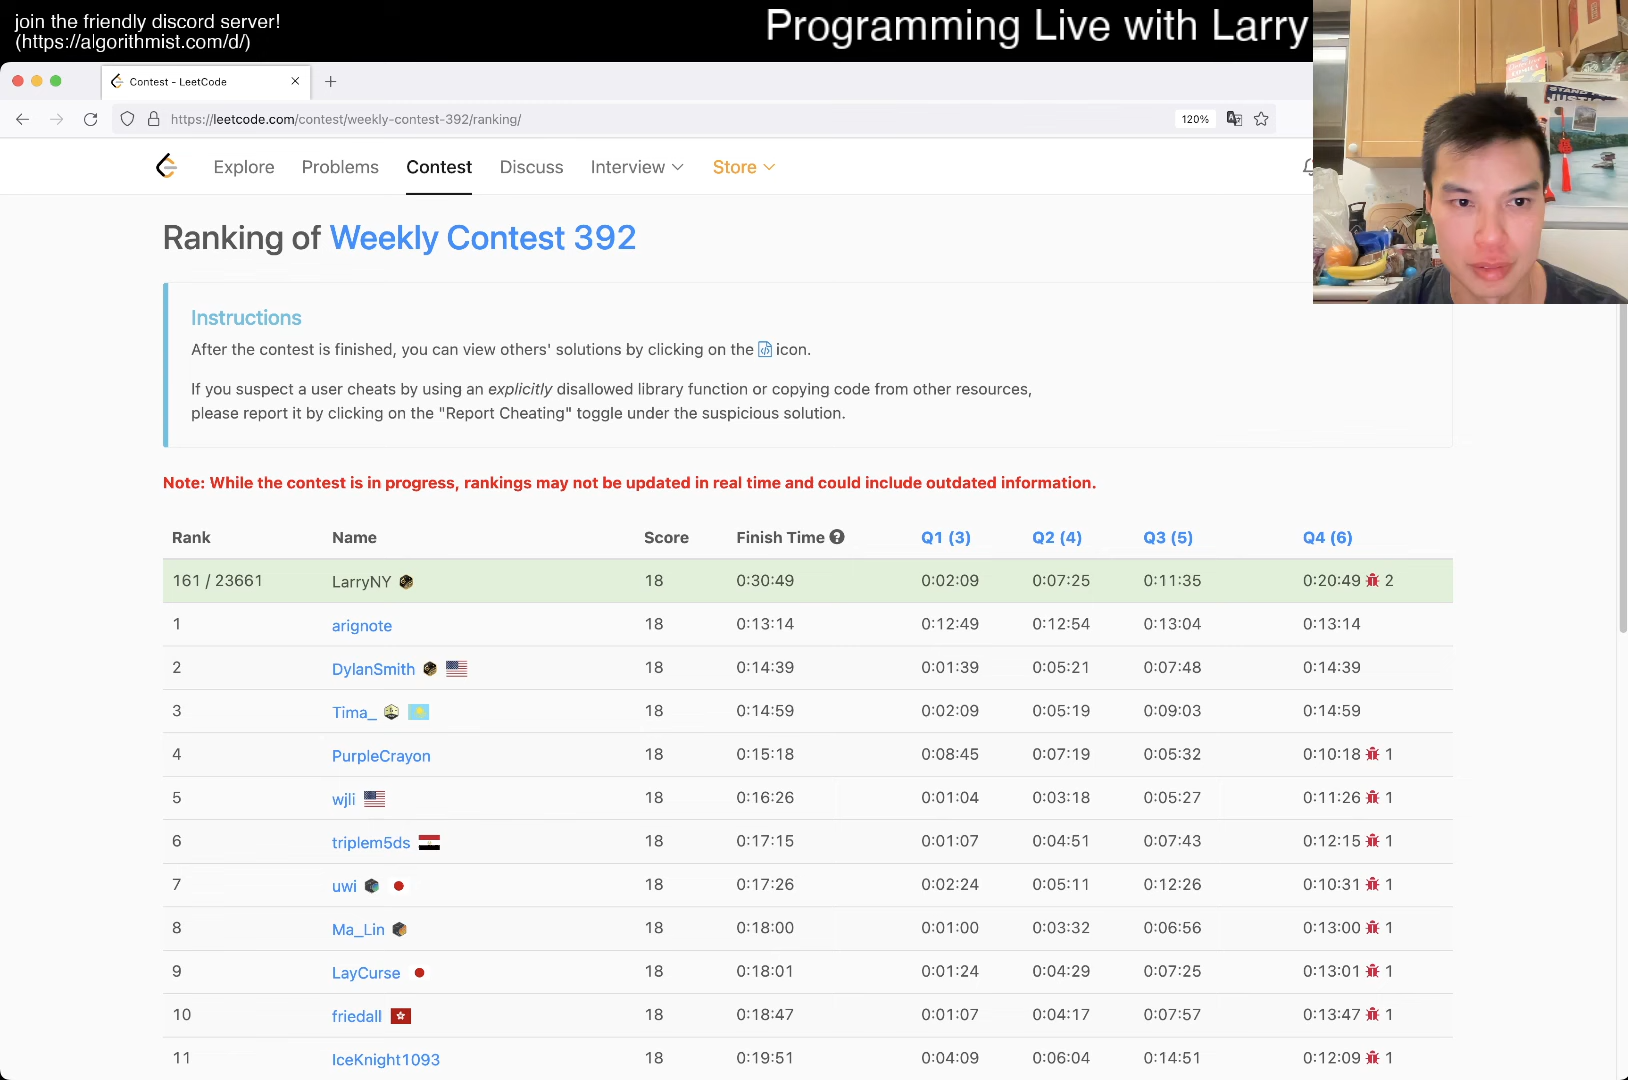 join the friendly discord server!
(https://algorithmist.com/d/)
Programming Live with Larry
Contest - LeetCode
https://leetcode.com/contest/weekly-contest-392/ranking/
120%
Explore Problems Contest Discuss Interview Store
Ranking of Weekly Contest 392
Instructions
After the contest is finished, you can view others' solutions by clicking on the icon.
If you suspect a user cheats by using an explicitly disallowed library function or copying code from other resources,
please report it by clicking on the "Report Cheating" toggle under the suspicious solution.
Note: While the contest is in progress, rankings may not be updated in real time and could include outdated information.
Rank Name Score Finish Time Q1 (3) Q2 (4) Q3 (5) Q4 (6)
161 / 23661 LarryNY 18 0:30:49 0:02:09 0:07:25 0:11:35 0:20:49 2
1 arignote 18 0:13:14 0:12:49 0:12:54 0:13:04 0:13:14
2 DylanSmith 18 0:14:39 0:01:39 0:05:21 0:07:48 0:14:39
3 Tima_ 18 0:14:59 0:02:09 0:05:19 0:09:03 0:14:59
4 PurpleCrayon 18 0:15:18 0:08:45 0:07:19 0:05:32 0:10:18 1
5 wjli 18 0:16:26 0:01:04 0:03:18 0:05:27 0:11:26 1
6 triplem5ds 18 0:17:15 0:01:07 0:04:51 0:07:43 0:12:15 1
7 uwi 18 0:17:26 0:02:24 0:05:11 0:12:26 0:10:31 1
8 Ma_Lin 18 0:18:00 0:01:00 0:03:32 0:06:56 0:13:00 1
9 LayCurse 18 0:18:01 0:01:24 0:04:29 0:07:25 0:13:01 1
10 friedall 18 0:18:47 0:01:07 0:04:17 0:07:57 0:13:47 1
11 IceKnight1093 18 0:19:51 0:04:09 0:06:04 0:14:51 0:12:09 1